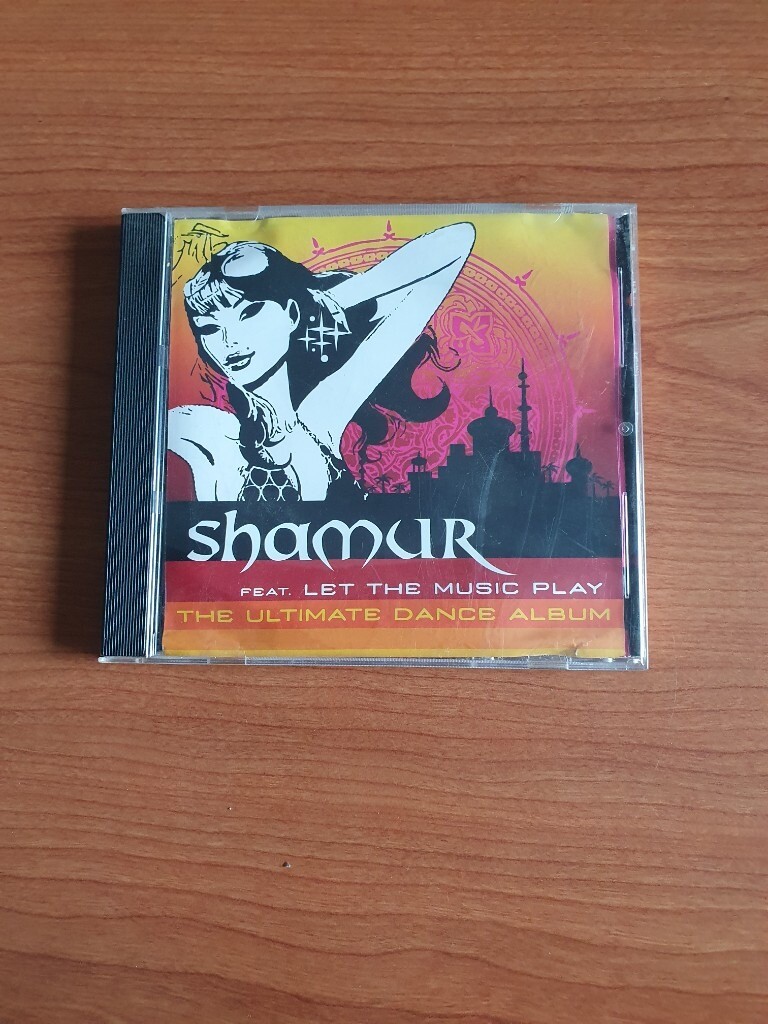 shamur
FEAT. LET THE MUSIC PLAY
THE ULTIMATE DANCE ALBUM